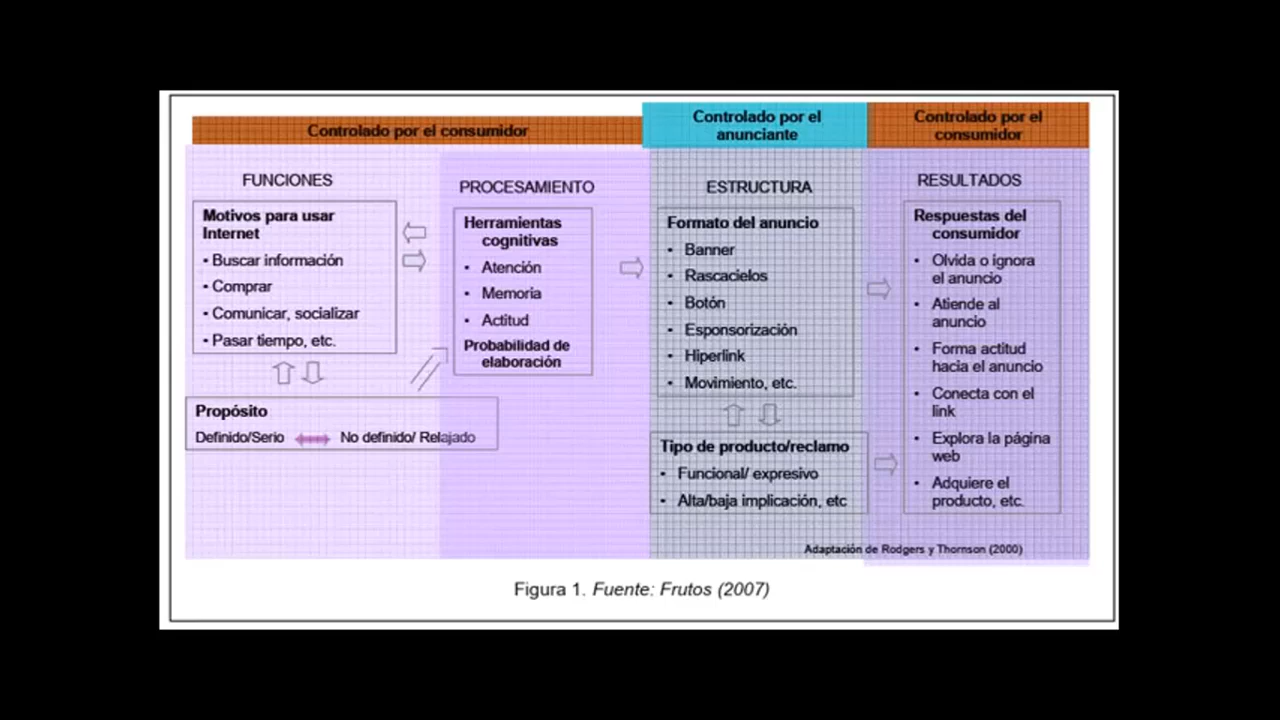 Controlado por el consumidor
Controlado por el
anunciante
Controlado por el
consumidor
FUNCIONES
Motivos para usar
Internet
• Buscar información
• Comprar
• Comunicar, socializar
• Pasar tiempo, etc.
Propósito
Definido/Serio No definido/ Relajado
PROCESAMIENTO
Herramientas
cognitivas
• Atención
• Memoria
• Actitud
Probabilidad de
elaboración
ESTRUCTURA
Formato del anuncio
• Banner
• Rascacielos
• Botón
• Esponsorización
• Hiperlink
• Movimiento, etc.
Tipo de producto/reclamo
• Funcional/ expresivo
• Alta/baja implicación, etc
RESULTADOS
Respuestas del
consumidor
• Olvida o ignora
el anuncio
• Atiende al
anuncio
• Forma actitud
hacia el anuncio
• Conecta con el
link
• Explora la página
web
• Adquiere el
producto, etc.
Adaptación de Rodgers y Thornson (2000)
Figura 1. Fuente: Frutos (2007)